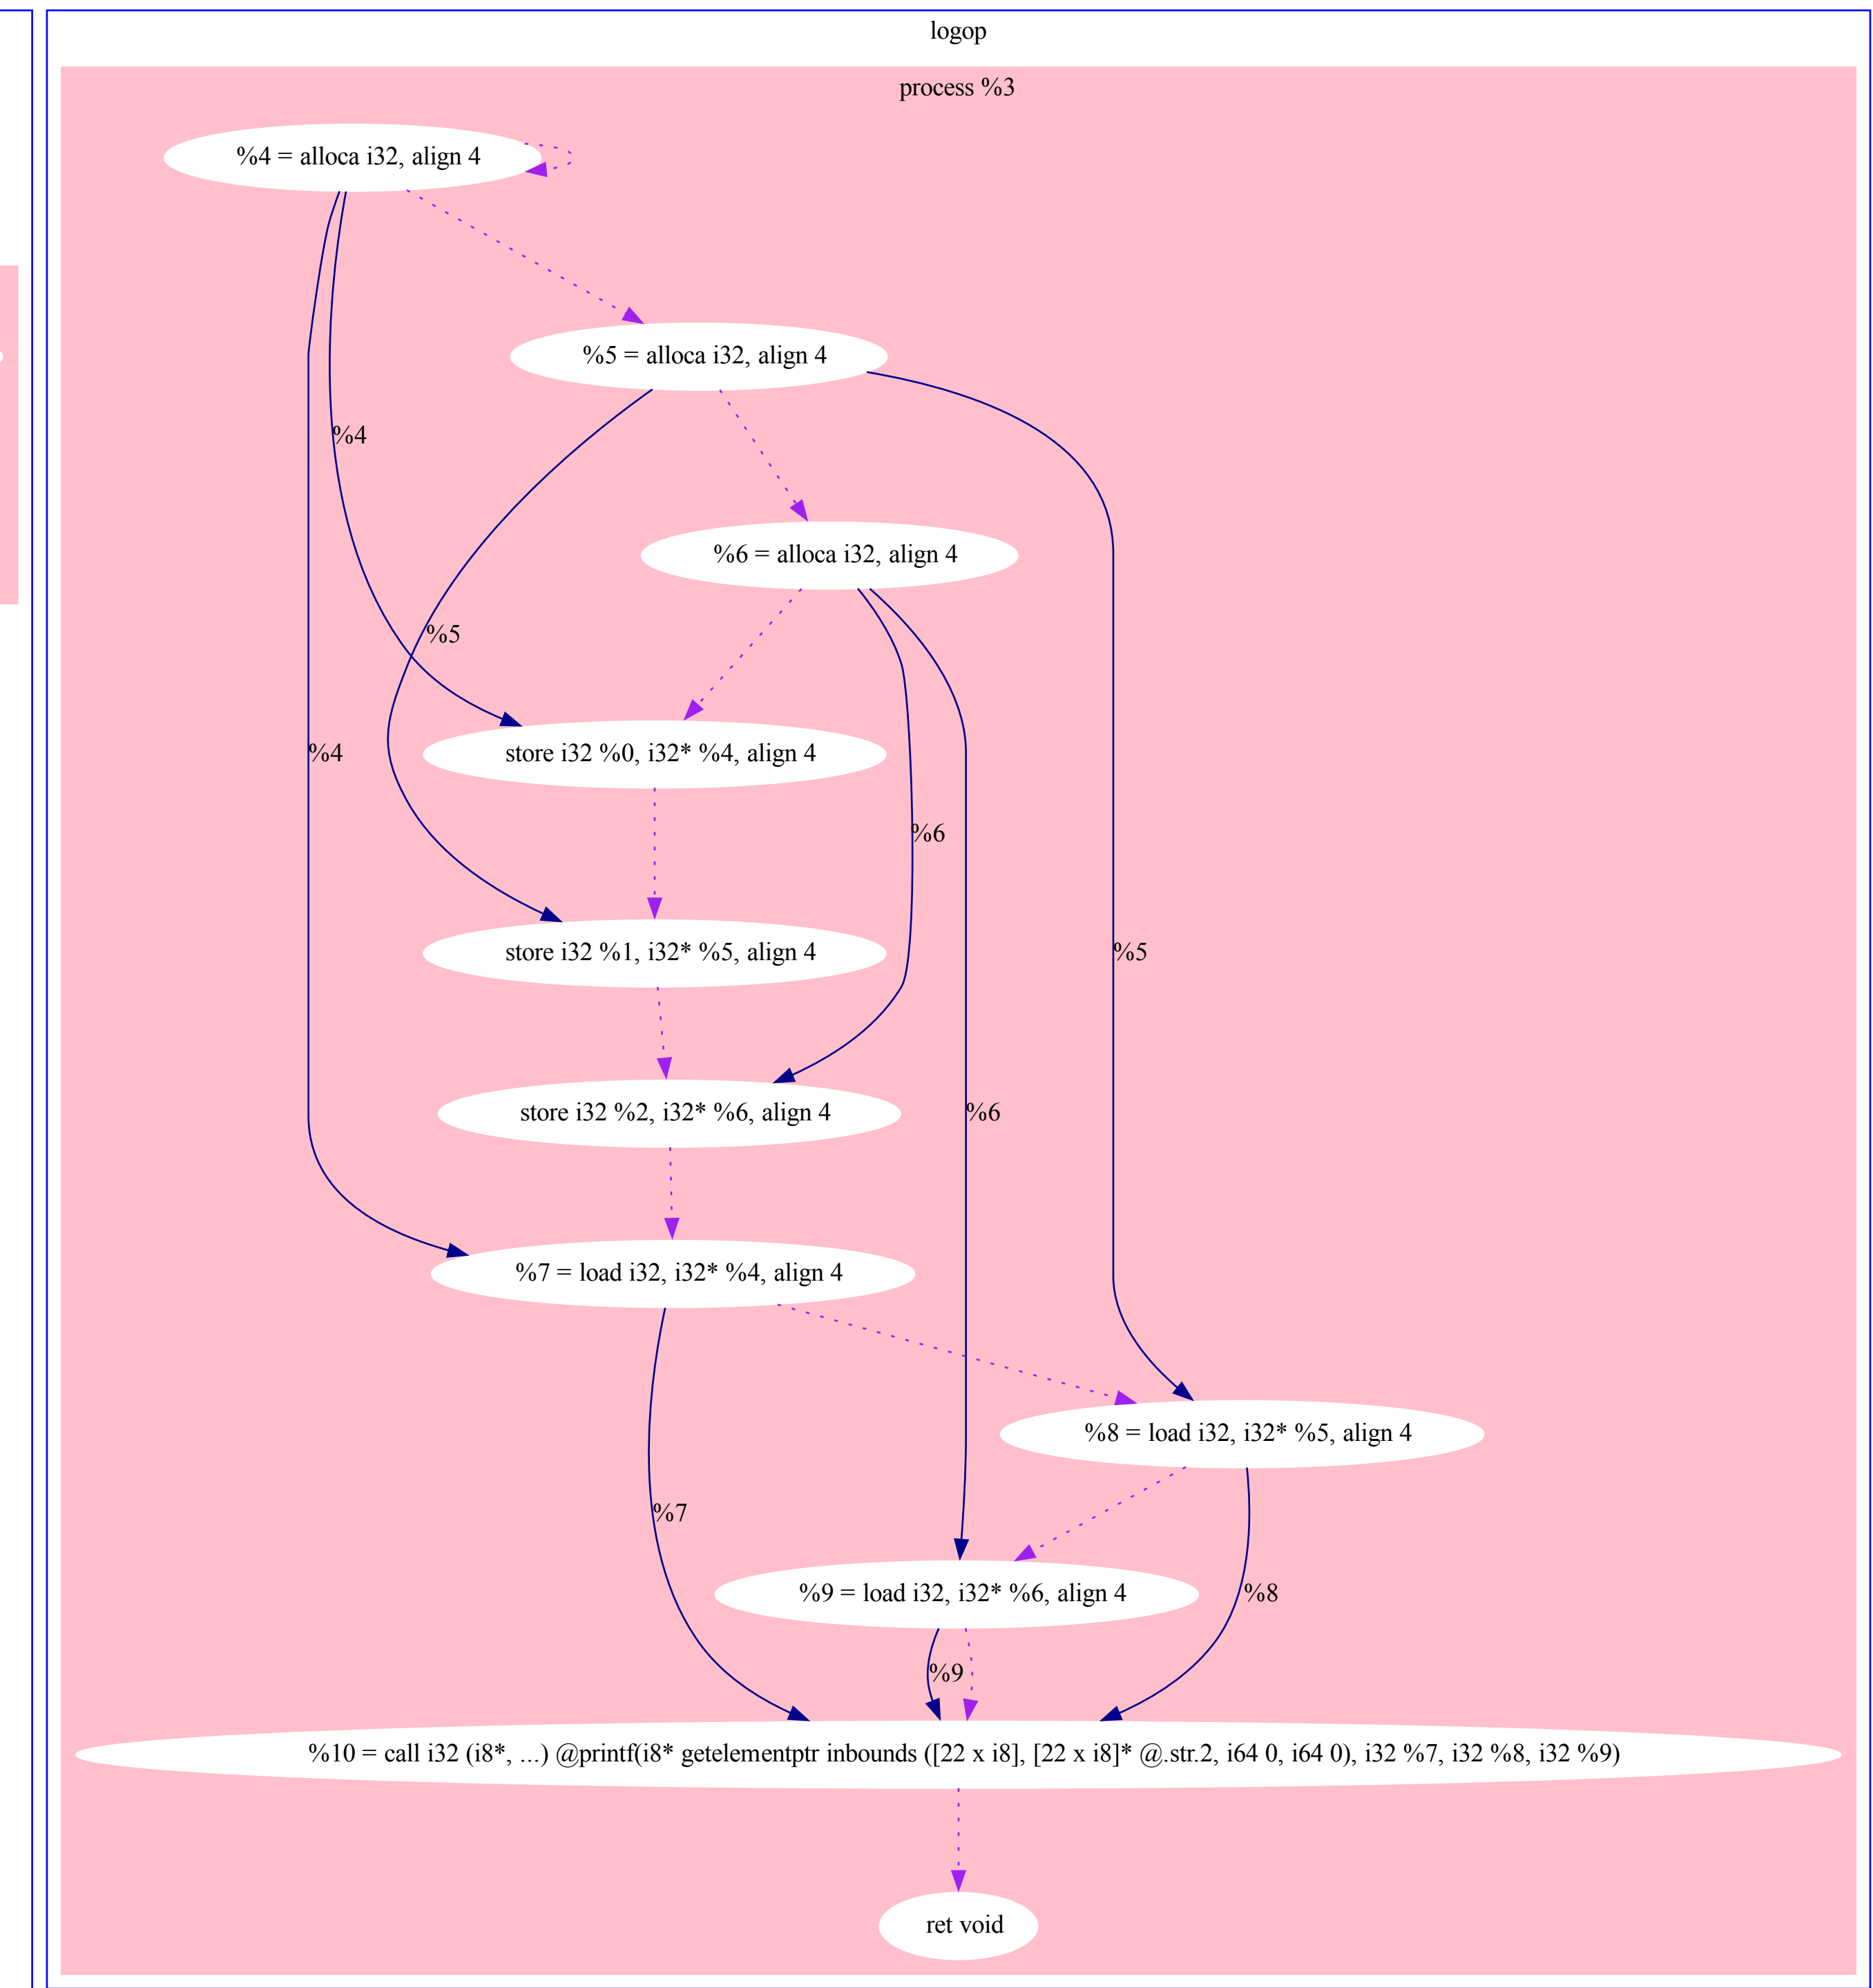 logop
process %3
%4 = alloca i32, align 4
%5 = alloca i32, align 4
%4
%6 = alloca i32, align 4
%5
store i32 %0, i32* %4, align 4
%4
%6
store i32 %1, i32* %5, align 4
%5
store i32 %2, i32* %6, align 4
%6
%7 = load i32, i32* %4, align 4
%8 = load i32, i32* %5, align 4
%7
%9 = load i32, i32* %6, align 4
%8
%9
%10 = call i32 (i8*, ...) @printf(i8* getelementptr inbounds ([22 x i8], [22 x i8]* @.str.2, i64 0, i64 0), i32 %7, i32 %8, i32 %9)
ret void